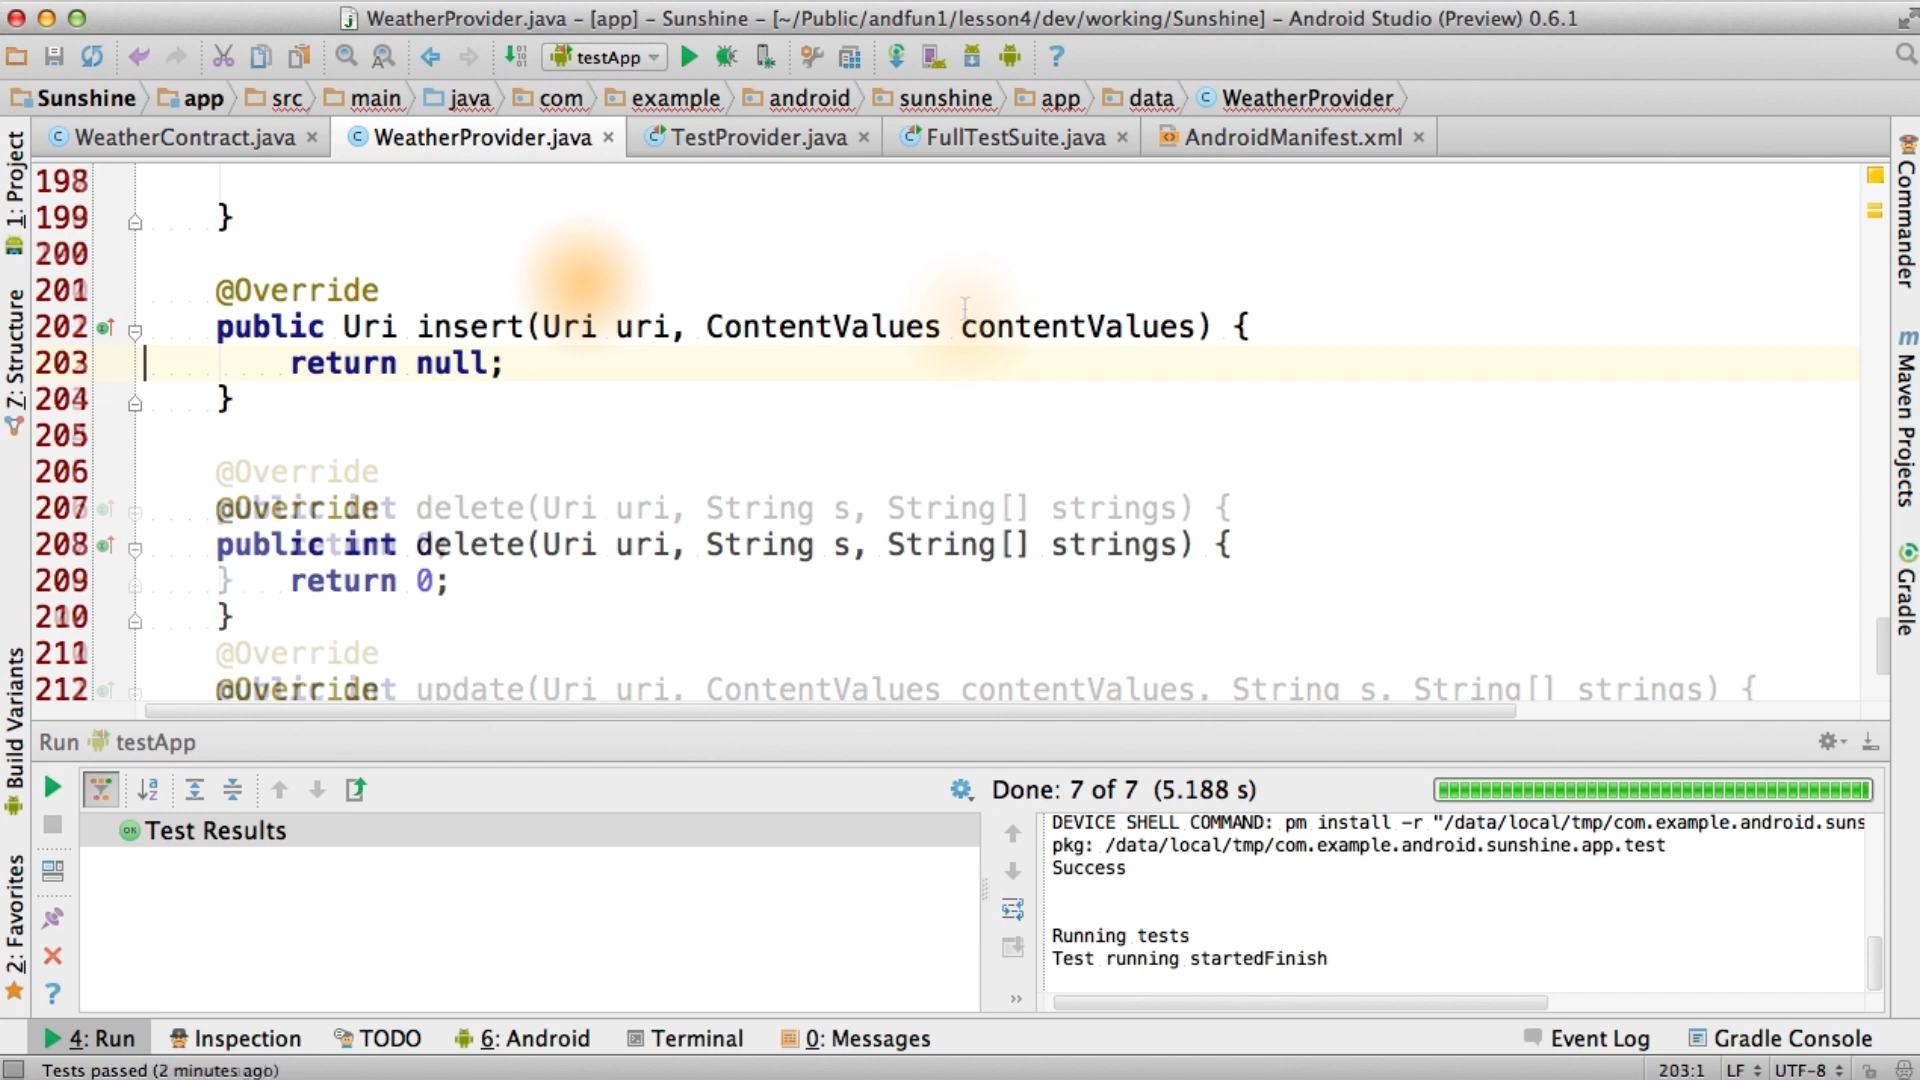 WeatherProvider.java - [app] - Sunshine - [~/Public/andfun1/lesson4/dev/working/Sunshine] - Android Studio (Preview) 0.6.1
testApp
Sunshine app src main java com example android sunshine app data WeatherProvider
WeatherContract.java WeatherProvider.java TestProvider.java FullTestSuite.java AndroidManifest.xml
1: Project
7: Structure
Build Variants
2: Favorites
198
199 }
200
201 @Override
202 public Uri insert(Uri uri, ContentValues contentValues) {
203 return null;
204 }
205
206 @Override
207 @Override delete(Uri uri, String s, String[] strings) {
208 public int delete(Uri uri, String s, String[] strings) {
209 } return 0;
210 }
211 @Override
212 @Override update(Uri uri, ContentValues contentValues, String s, String[] strings) {
Commander
Maven Projects
Gradle
Run testApp
Done: 7 of 7 (5.188 s)
Test Results
DEVICE SHELL COMMAND: pm install -r "/data/local/tmp/com.example.android.suns
pkg: /data/local/tmp/com.example.android.sunshine.app.test
Success
Running tests
Test running startedFinish
4: Run Inspection TODO 6: Android Terminal 0: Messages Event Log Gradle Console
Tests passed (2 minutes ago) 203:1 LF UTF-8